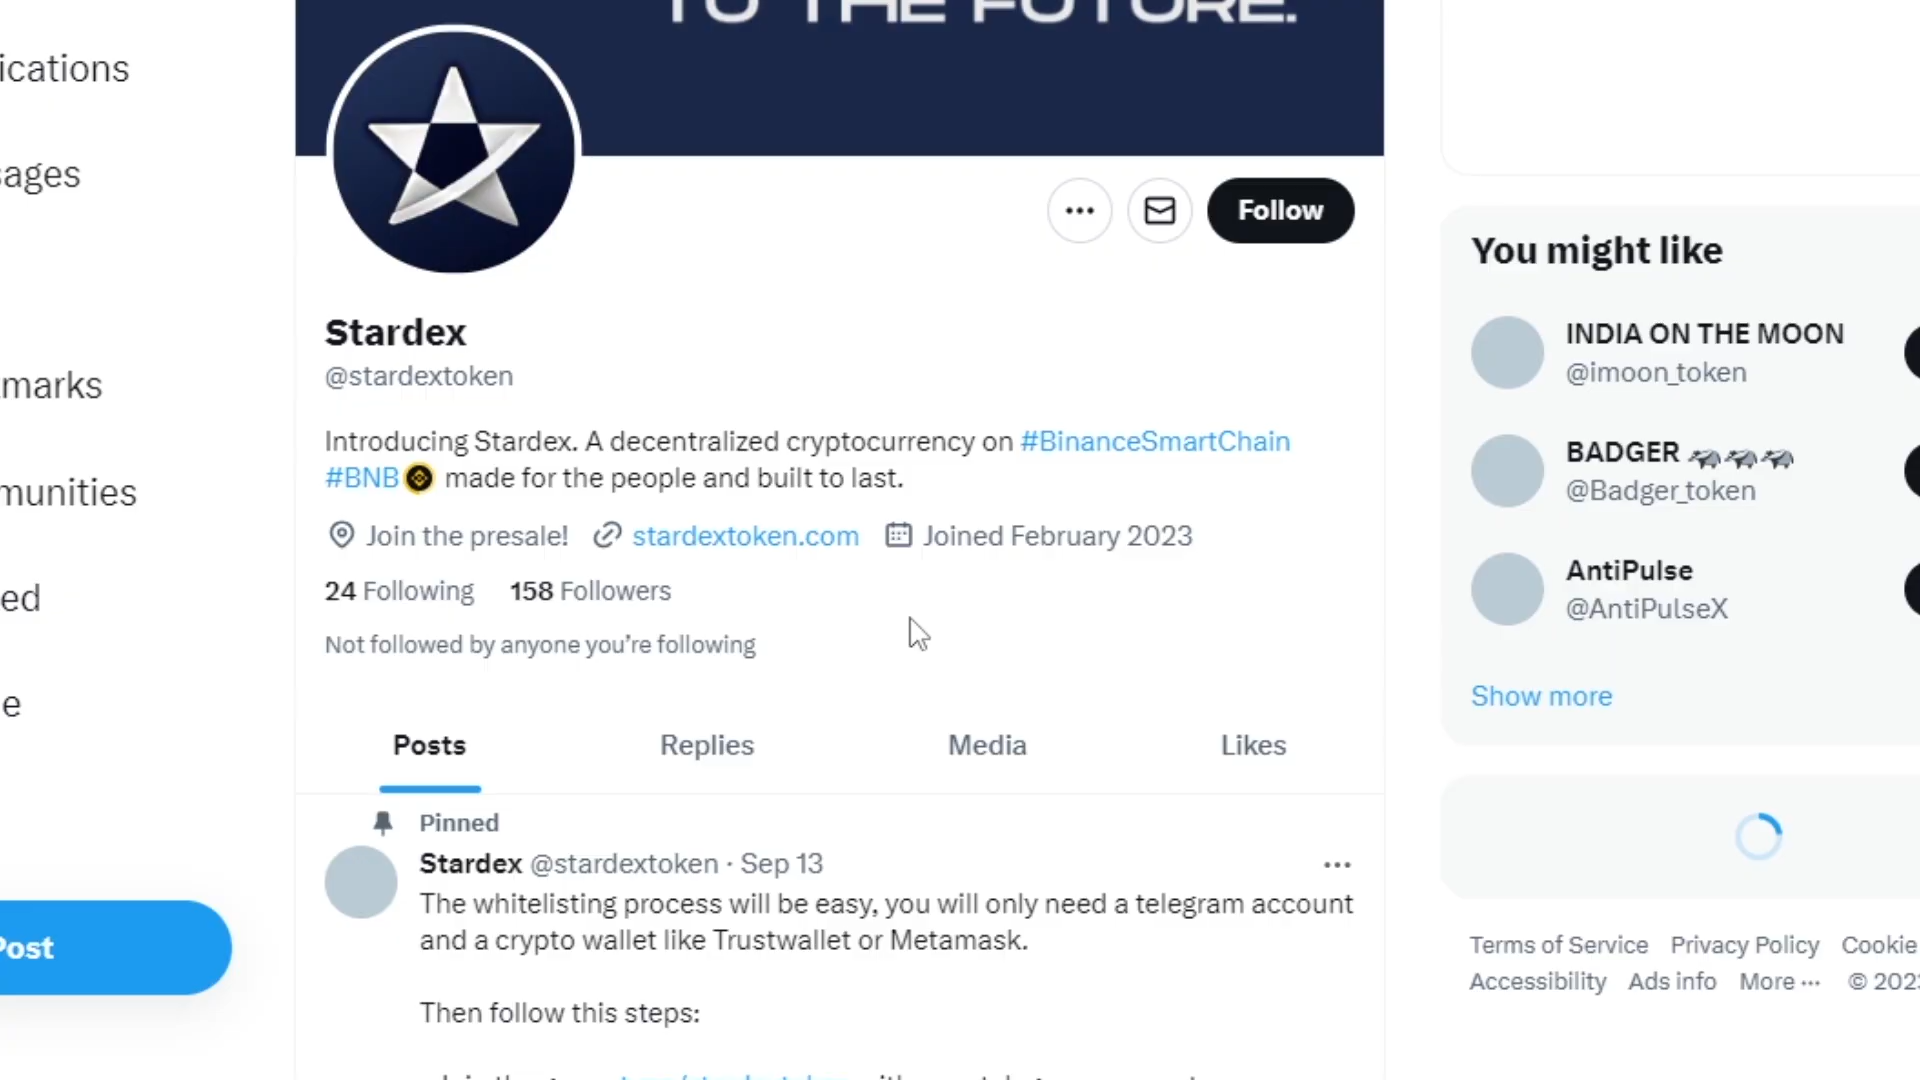 TO THE FUTURE.
Follow
Stardex
@stardextoken
Introducing Stardex. A decentralized cryptocurrency on #BinanceSmartChain
#BNB made for the people and built to last.
Join the presale! stardextoken.com Joined February 2023
24 Following 158 Followers
Not followed by anyone you're following
Posts Replies Media Likes
Pinned
Stardex @stardextoken · Sep 13
The whitelisting process will be easy, you will only need a telegram account
and a crypto wallet like Trustwallet or Metamask.
Then follow this steps:
ications
sages
marks
munities
ed
e
Post
You might like
INDIA ON THE MOON
@imoon_token
BADGER 🦡🦡🦡
@Badger_token
AntiPulse
@AntiPulseX
Show more
Terms of Service Privacy Policy Cookie
Accessibility Ads info More ··· © 202